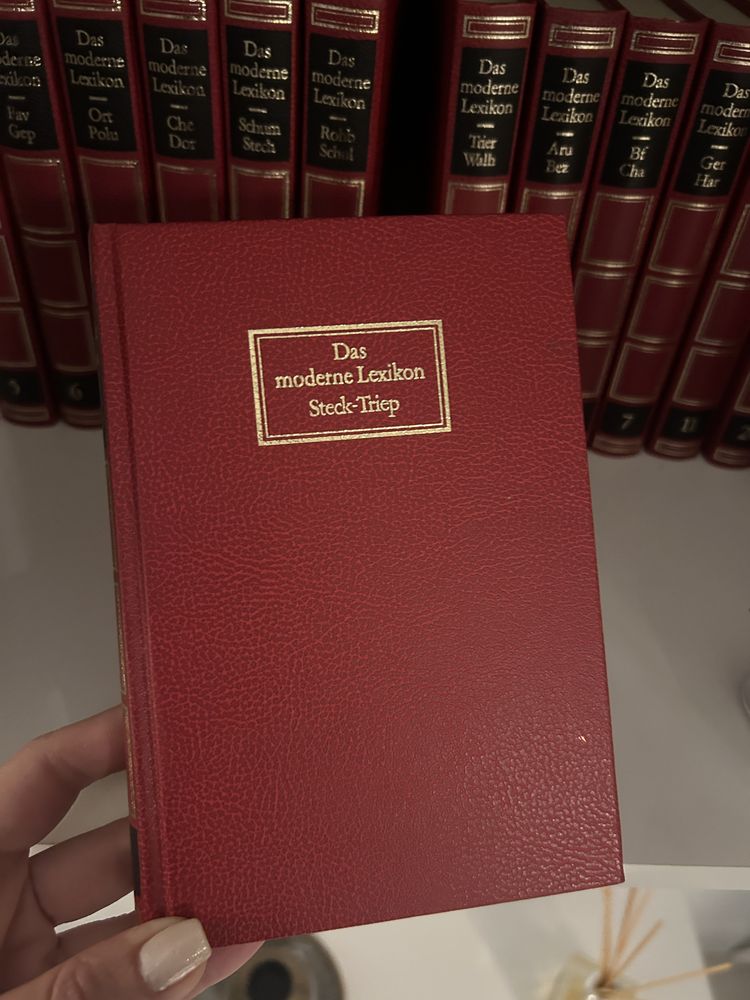 Das
moderne
Lexikon
Fav
Gep
5
Das
moderne
Lexikon
Ort
Polu
6
Das
moderne
Lexikon
Che
Dor
Das
moderne
Lexikon
Schum
Stech
Das
moderne
Lexikon
Rohb
Schul
Das
moderne
Lexikon
Trier
Walh
Das
moderne
Lexikon
Aru
Bez
Das
moderne
Lexikon
Bf
Cha
7
Das
moderne
Lexikon
Ger
Har
11
Das
moderne Lexikon
Steck-Triep